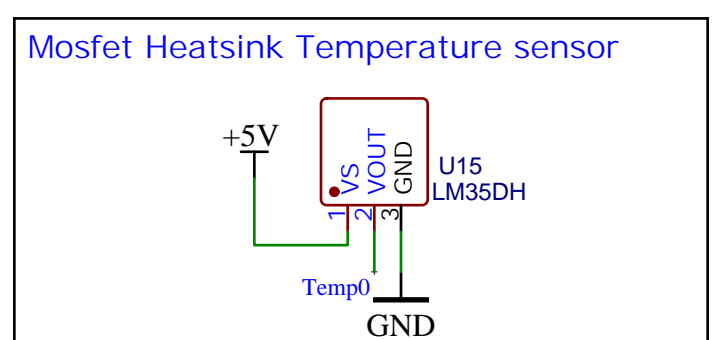 Mosfet Heatsink Temperature sensor
+5V
VS
VOUT
GND
U15
LM35DH
1
2
3
Temp0
GND